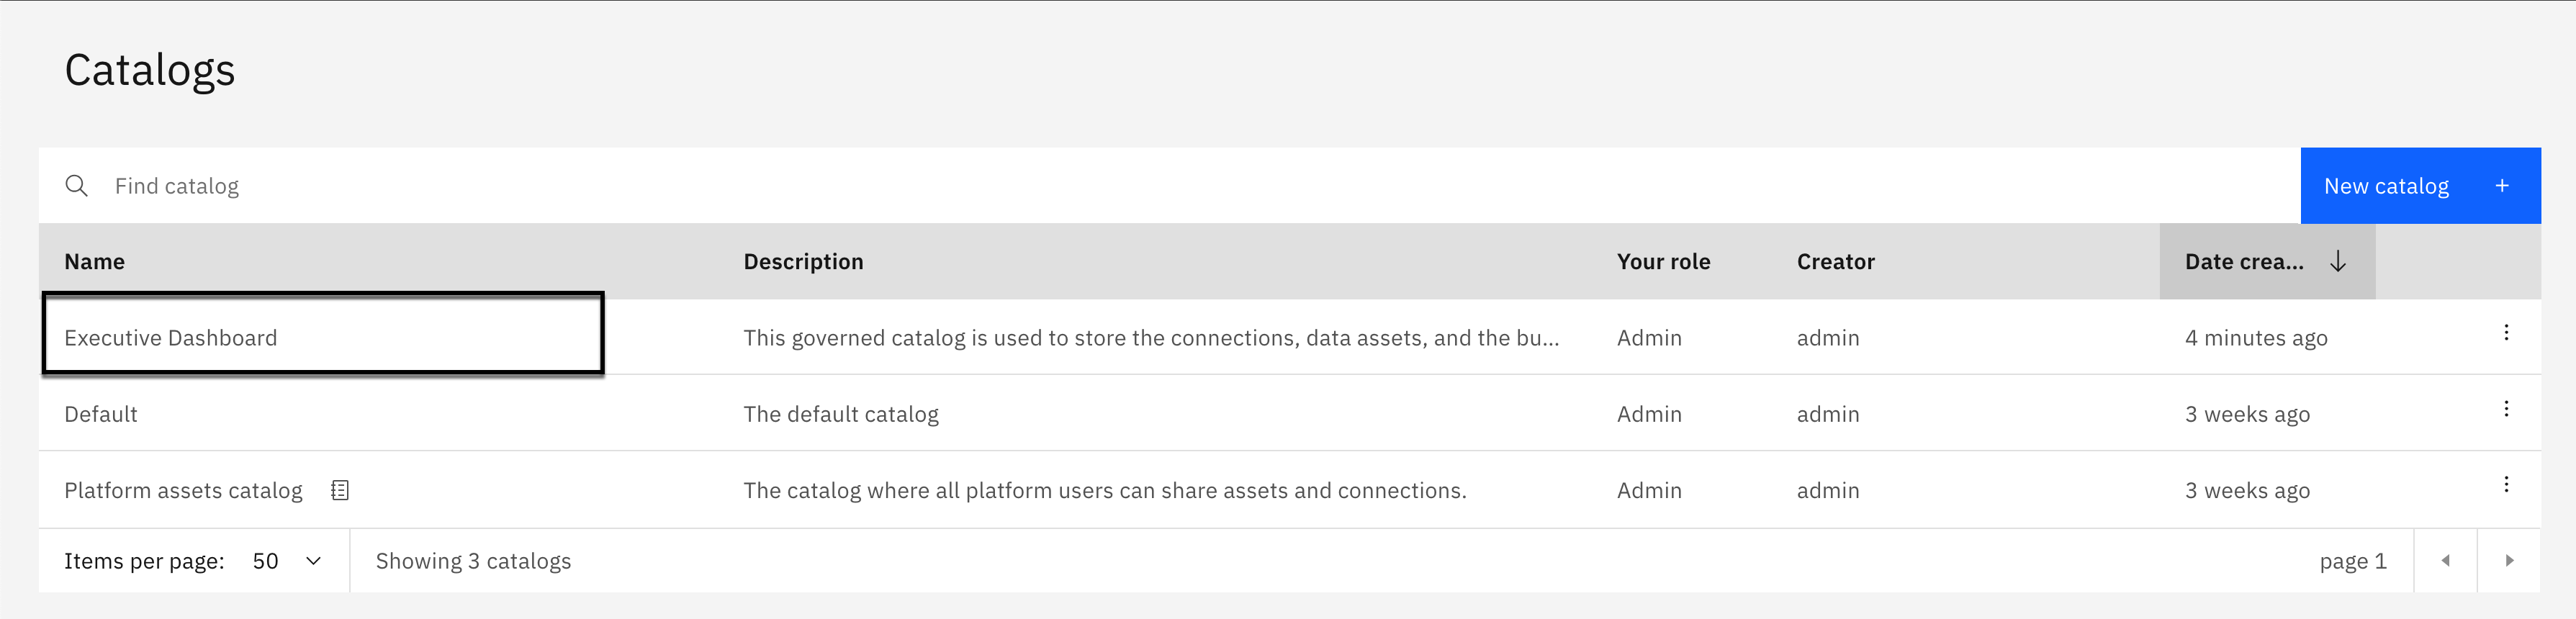 Catalogs
Find catalog
New catalog +
Name Description Your role Creator Date crea...
Executive Dashboard This governed catalog is used to store the connections, data assets, and the bu... Admin admin 4 minutes ago
Default The default catalog Admin admin 3 weeks ago
Platform assets catalog The catalog where all platform users can share assets and connections. Admin admin 3 weeks ago
Items per page: 50 Showing 3 catalogs page 1